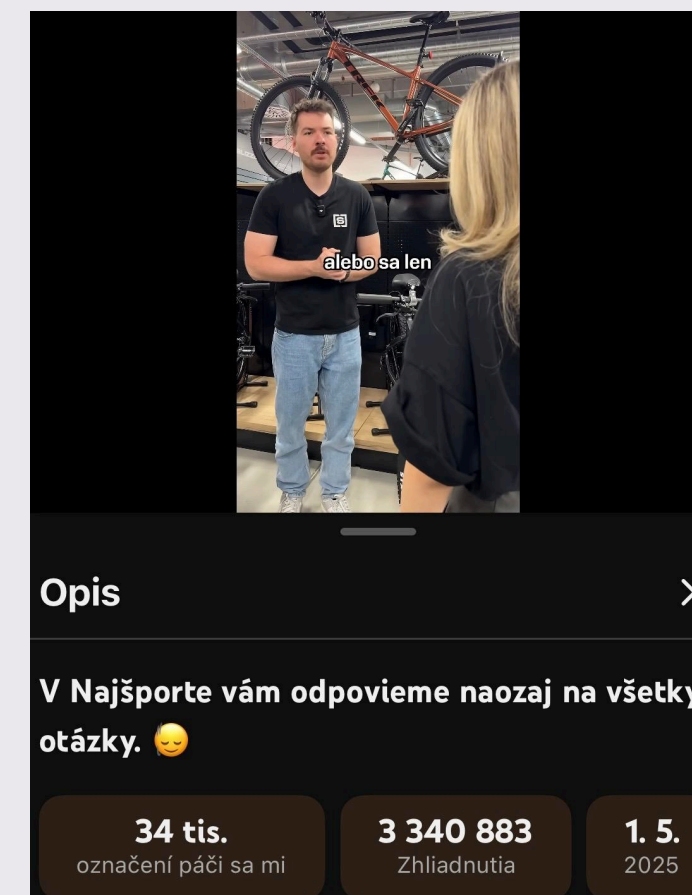 TREK
[S]
alebo sa len
Opis
V Najšporte vám odpovieme naozaj na všetky
otázky.
34 tis.
označení páči sa mi
3 340 883
Zhliadnutia
1. 5.
2025